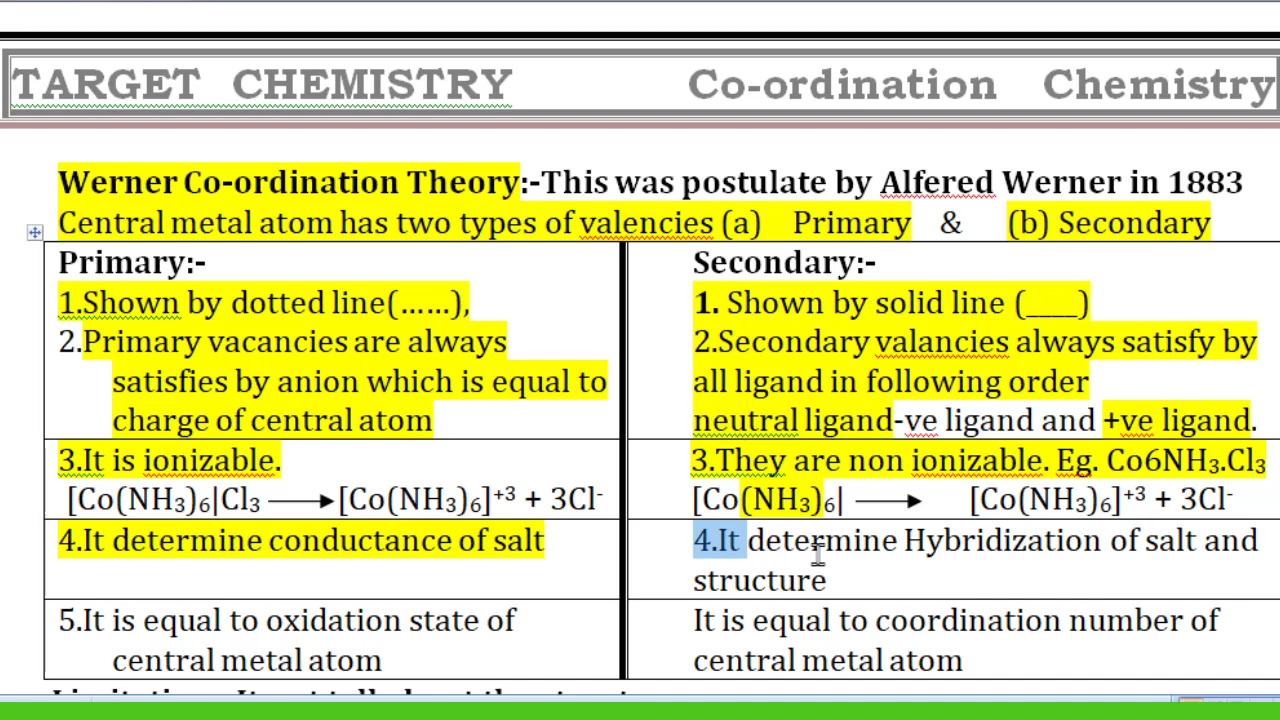 TARGET CHEMISTRY Co-ordination Chemistry
Werner Co-ordination Theory:-This was postulate by Alfered Werner in 1883
Central metal atom has two types of valencies (a) Primary & (b) Secondary
Primary:-
1.Shown by dotted line(......),
2.Primary vacancies are always
satisfies by anion which is equal to
charge of central atom
3.It is ionizable.
[Co(NH₃)₆|Cl₃ ⟶[Co(NH₃)₆]⁺³ + 3Cl⁻
4.It determine conductance of salt
5.It is equal to oxidation state of
central metal atom
Secondary:-
1. Shown by solid line (____)
2.Secondary valancies always satisfy by
all ligand in following order
neutral ligand-ve ligand and +ve ligand.
3.They are non ionizable. Eg. Co6NH₃.Cl₃
[Co(NH₃)₆| ⟶ [Co(NH₃)₆]⁺³ + 3Cl⁻
4.It determine Hybridization of salt and
structure
It is equal to coordination number of
central metal atom